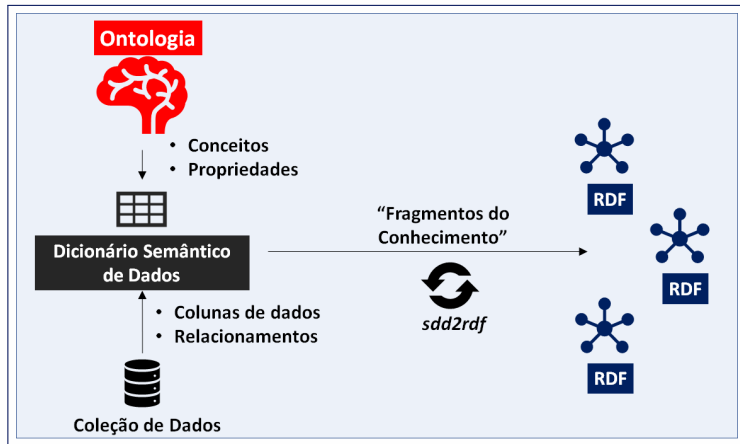 Ontologia
• Conceitos
• Propriedades
Dicionário Semântico
de Dados
• Colunas de dados
• Relacionamentos
Coleção de Dados
“Fragmentos do
Conhecimento”
sdd2rdf
RDF
RDF
RDF